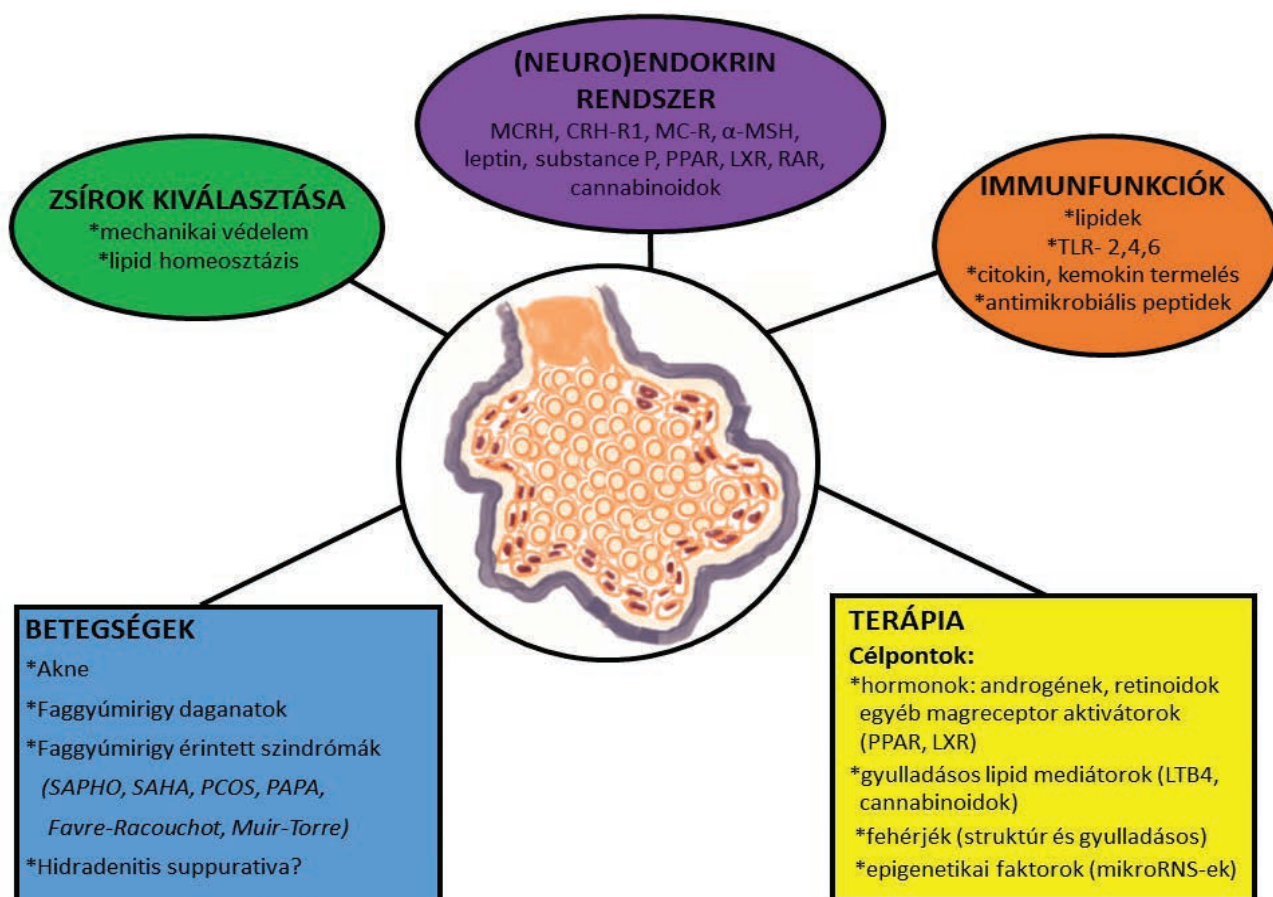 (NEURO)ENDOKRIN
RENDSZER
MCRH, CRH-R1, MC-R, α-MSH,
leptin, substance P, PPAR, LXR, RAR,
cannabinoidok
ZSÍROK KIVÁLASZTÁSA
*mechanikai védelem
*lipid homeosztázis
IMMUNFUNKCIÓK
*lipidek
*TLR- 2,4,6
*citokin, kemokin termelés
*antimikrobiális peptidek
BETEGSÉGEK
*Akne
*Faggyúmirigy daganatok
*Faggyúmirigy érintett szindrómák
(SAPHO, SAHA, PCOS, PAPA,
Favre-Racouchot, Muir-Torre)
*Hidradenitis suppurativa?
TERÁPIA
Célpontok:
*hormonok: androgének, retinoidok
egyéb magreceptor aktivátorok
(PPAR, LXR)
*gyulladásos lipid mediátorok (LTB4,
cannabinoidok)
*fehérjék (struktúr és gyulladásos)
*epigenetikai faktorok (mikroRNS-ek)